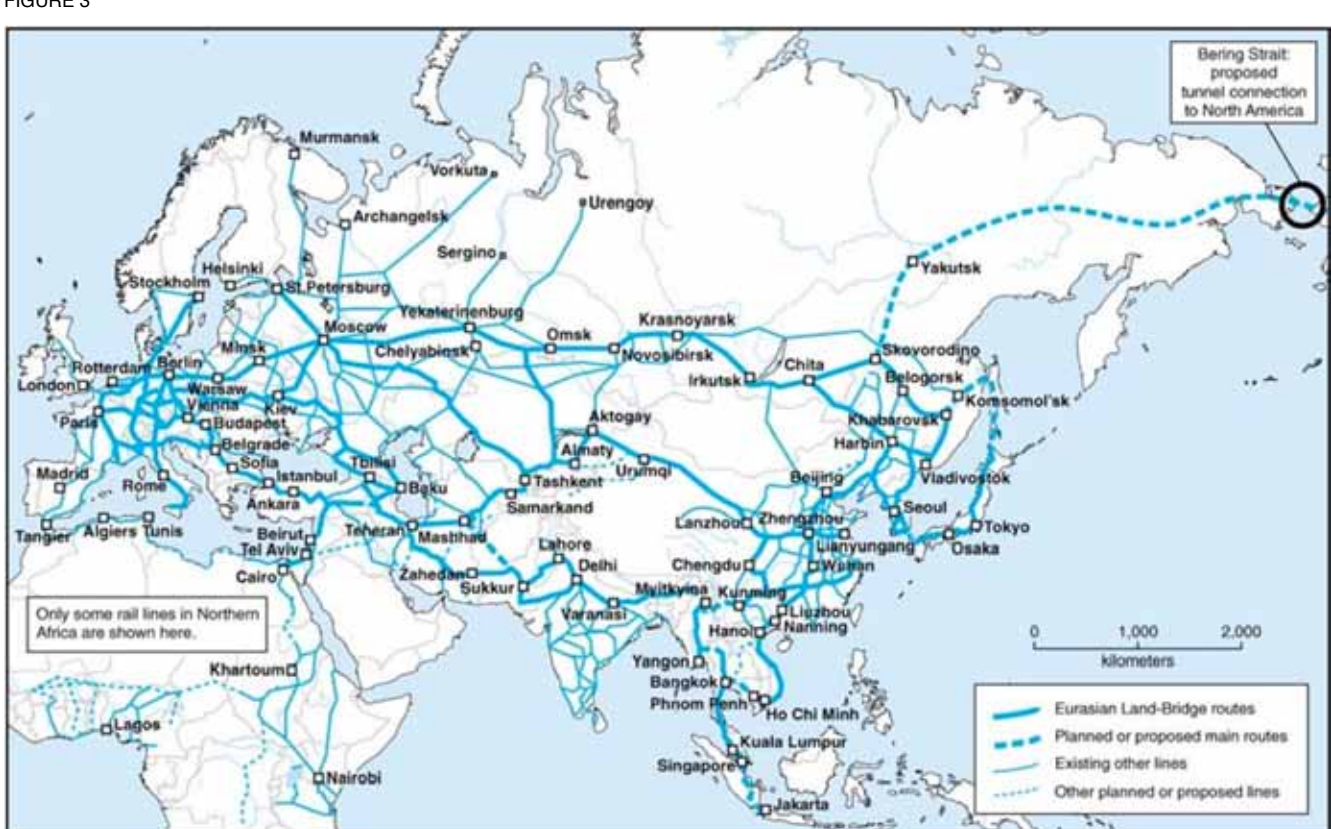 FIGURE 3
Bering Strait:
proposed
tunnel connection
to North America
Murmansk
Vorkuta
Urengoy
Archangelsk
Sergino
Yakutsk
Helsinki
Stockholm
St.Petersburg
Yekaterinenburg
Krasnoyarsk
Moscow
Omsk
Minsk
Chelyabinsk
Novosibirsk
Skovorodino
Rotterdam
Berlin
Chita
Irkutsk
Belogorsk
London
Warsaw
Komsomol'sk
Vienna
Kiev
Aktogay
Khabarovsk
Paris
Budapest
Harbin
Belgrade
Almaty
Sofia
Tbilisi
Urumqi
Madrid
Istanbul
Beijing
Vladivostok
Rome
Baku
Tashkent
Ankara
Samarkand
Seoul
Tangier
Algiers
Tunis
Beirut
Teheran
Mashhad
Lanzhou
Zhengzhou
Tokyo
Tel Aviv
Lahore
Lianyungang
Osaka
Cairo
Zahedan
Delhi
Chengdu
Wuhan
Sukkur
Myitkyina
Kunming
Varanasi
Liuzhou
Only some rail lines in Northern
Africa are shown here.
Hanoi
Nanning
0 1,000 2,000
kilometers
Khartoum
Yangon
Bangkok
Phnom Penh
Ho Chi Minh
Lagos
Kuala Lumpur
Singapore
Nairobi
Jakarta
Eurasian Land-Bridge routes
Planned or proposed main routes
Existing other lines
Other planned or proposed lines